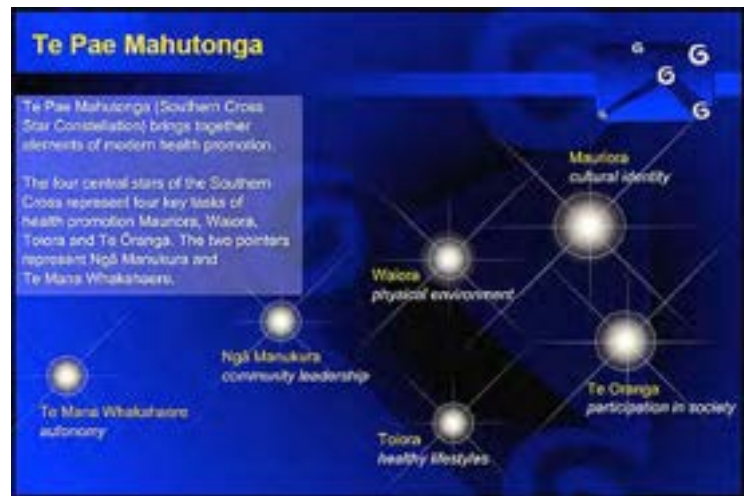 Te Pae Mahutonga
Te Pae Mahutonga (Southern Cross
Star Constellation) brings together
elements of modern health promotion.
The four central stars of the Southern
Cross represent four key tasks of
health promotion Mauriora, Waiora,
Toiora and Te Oranga. The two pointers
represent Ngā Manukura and
Te Mana Whakahaere.
Mauriora
cultural identity
Waiora
physical environment
Ngā Manukura
community leadership
Te Mana Whakahaere
autonomy
Te Oranga
participation in society
Toiora
healthy lifestyles